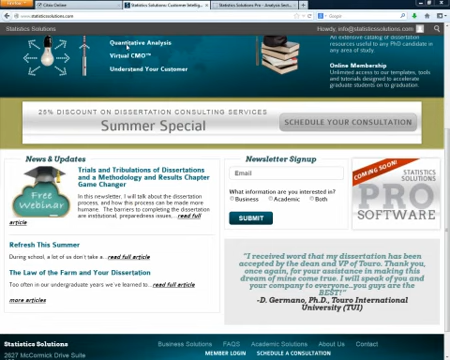 Chès Online
Statistics Solutions: Customer Intellig...
Statistics Solutions Pro - Analysis Serv...
www.statisticssolutions.com
Statistics Solutions
Howdy, info@statisticssolutions.com
Quantitative Analysis
Virtual CMO™
Understand Your Customer
An extensive catalog of dissertation
resources useful to any PhD candidate
in any area of study.
Online Membership
Unlimited access to our templates, tools
and tutorials designed to accelerate
graduate students on to graduation.
25% DISCOUNT ON DISSERTATION CONSULTING SERVICES
Summer Special
SCHEDULE YOUR CONSULTATION
News & Updates
Free
Webinar
Trials and Tribulations of Dissertations
and a Methodology and Results Chapter
Game Changer
In this newsletter, I will talk about the dissertation
process, and how this process can be made more
humane. The barriers to completing the dissertation
are institutional, preparedness issues...read full
article
Refresh This Summer
During school, a lot of us don't take a...read full article
The Law of the Farm and Your Dissertation
Too often in our undergraduate years we've learned to...read full article
more articles
Newsletter Signup
Email
What information are you interested in?
Business Academic Both
SUBMIT
COMING SOON!
STATISTICS
SOLUTIONS
PRO
SOFTWARE
"I received word that my dissertation has been
accepted by the dean and VP of Touro. Thank you,
once again, for your assistance in making this
dream of mine come true. I will speak of you and
your company to everyone...you guys are the
BEST!"
-D. Germano, Ph.D., Touro International
University (TUI)
Statistics Solutions
2627 McCormick Drive Suite
Business Solutions FAQS Academic Solutions About Us Contact
MEMBER LOGIN SCHEDULE A CONSULTATION